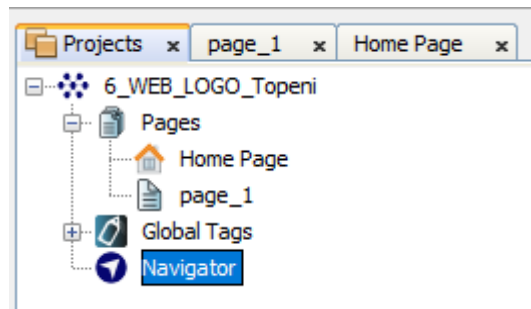 Projects x page_1 x Home Page x
6_WEB_LOGO_Topeni
Pages
Home Page
page_1
Global Tags
Navigator